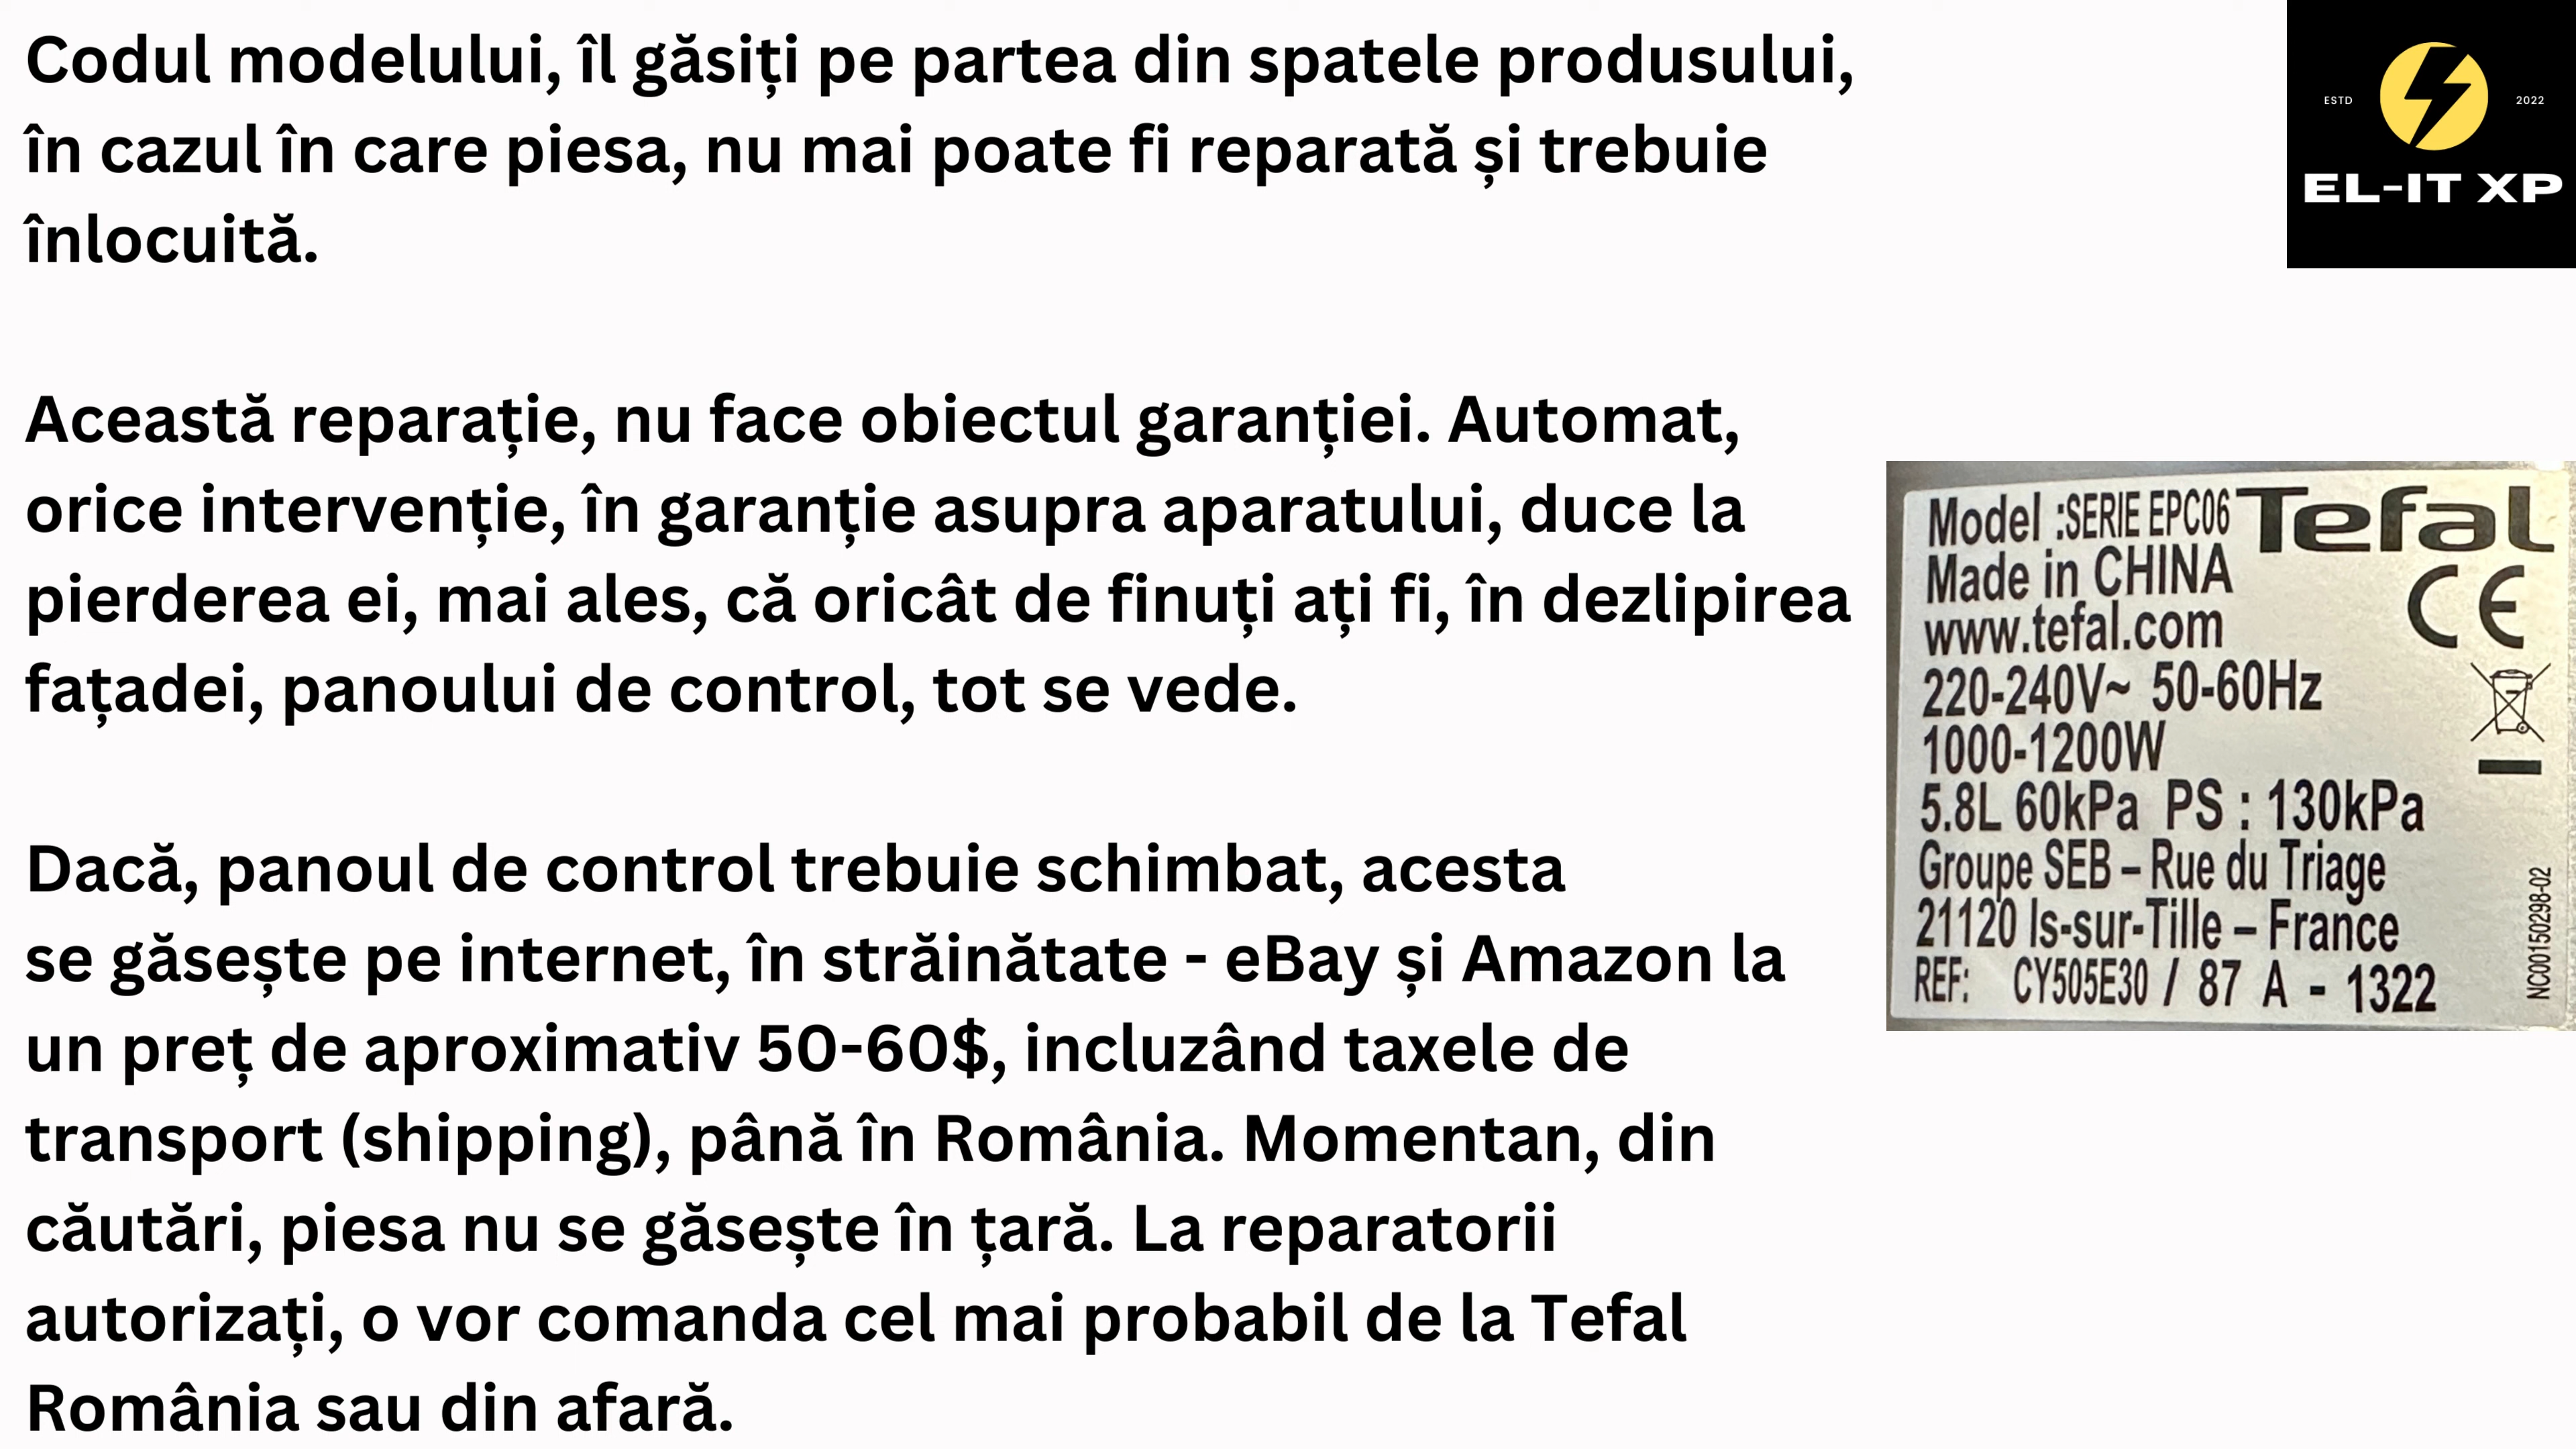 Codul modelului, îl găsiți pe partea din spatele produsului,
în cazul în care piesa, nu mai poate fi reparată și trebuie
înlocuită.
Această reparație, nu face obiectul garanției. Automat,
orice intervenție, în garanție asupra aparatului, duce la
pierderea ei, mai ales, că oricât de finuți ați fi, în dezlipirea
fațadei, panoului de control, tot se vede.
Dacă, panoul de control trebuie schimbat, acesta
se găsește pe internet, în străinătate - eBay și Amazon la
un preț de aproximativ 50-60$, incluzând taxele de
transport (shipping), până în România. Momentan, din
căutări, piesa nu se găsește în țară. La reparatorii
autorizați, o vor comanda cel mai probabil de la Tefal
România sau din afară.
ESTD 2022
EL-IT XP
Model :SERIE EPC06 Tefal
Made in CHINA
CE
www.tefal.com
220-240V~ 50-60Hz
1000-1200W
5.8L 60kPa PS : 130kPa
Groupe SEB – Rue du Triage
21120 Is-sur-Tille – France
REF: CY505E30 / 87 A - 1322
NC00150298-02